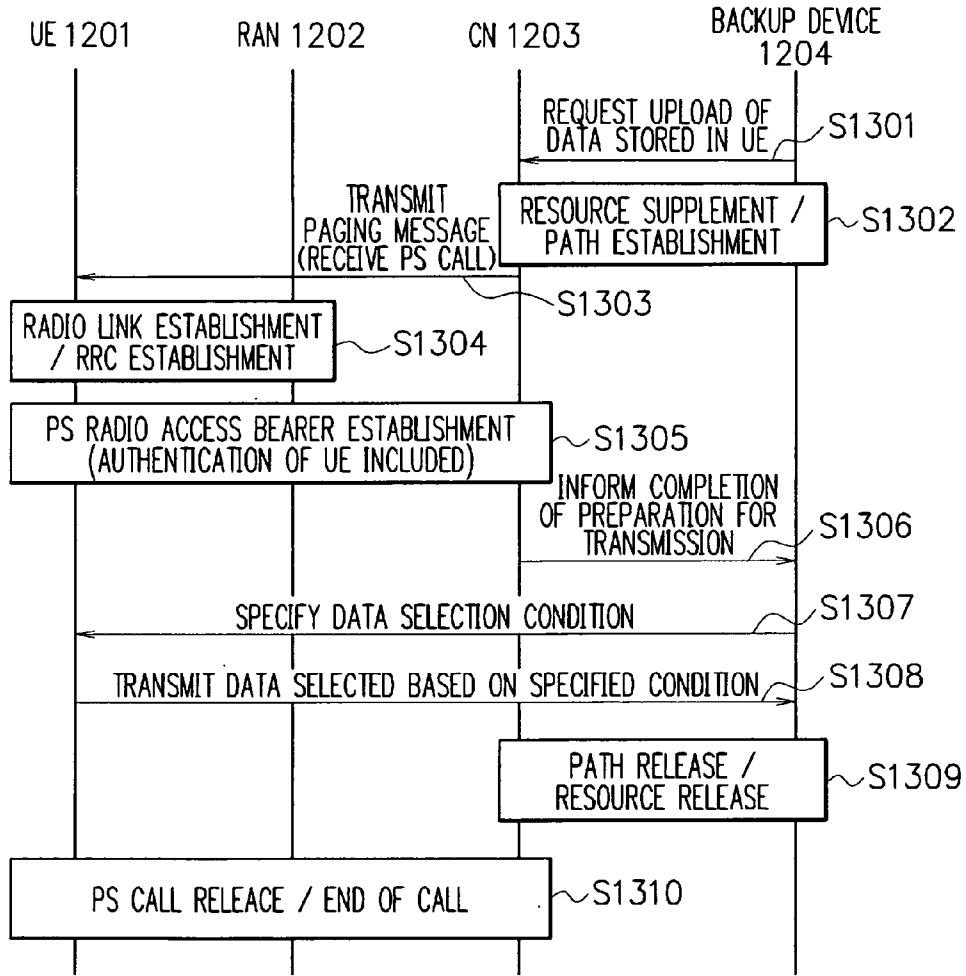 UE 1201
RAN 1202
CN 1203
BACKUP DEVICE
1204
REQUEST UPLOAD OF
DATA STORED IN UE
S1301
RESOURCE SUPPLEMENT /
PATH ESTABLISHMENT
S1302
TRANSMIT
PAGING MESSAGE
(RECEIVE PS CALL)
S1303
RADIO LINK ESTABLISHMENT
/ RRC ESTABLISHMENT
S1304
PS RADIO ACCESS BEARER ESTABLISHMENT
(AUTHENTICATION OF UE INCLUDED)
S1305
INFORM COMPLETION
OF PREPARATION FOR
TRANSMISSION
S1306
SPECIFY DATA SELECTION CONDITION
S1307
TRANSMIT DATA SELECTED BASED ON SPECIFIED CONDITION
S1308
PATH RELEASE /
RESOURCE RELEASE
S1309
PS CALL RELEACE / END OF CALL
S1310